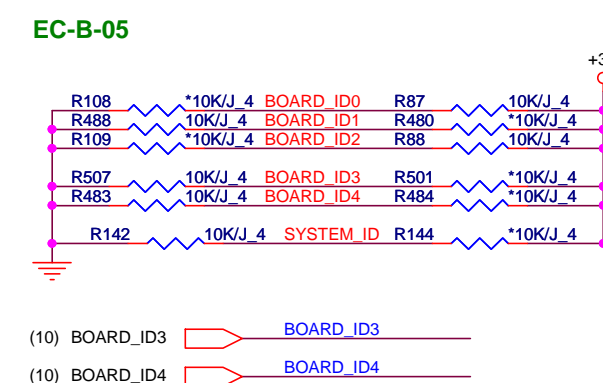 EC-B-05
+3
R108 *10K/J_4 BOARD_ID0 R87 10K/J_4
R488 10K/J_4 BOARD_ID1 R480 *10K/J_4
R109 *10K/J_4 BOARD_ID2 R88 10K/J_4
R507 10K/J_4 BOARD_ID3 R501 *10K/J_4
R483 10K/J_4 BOARD_ID4 R484 *10K/J_4
R142 10K/J_4 SYSTEM_ID R144 *10K/J_4
(10) BOARD_ID3 BOARD_ID3
(10) BOARD_ID4 BOARD_ID4